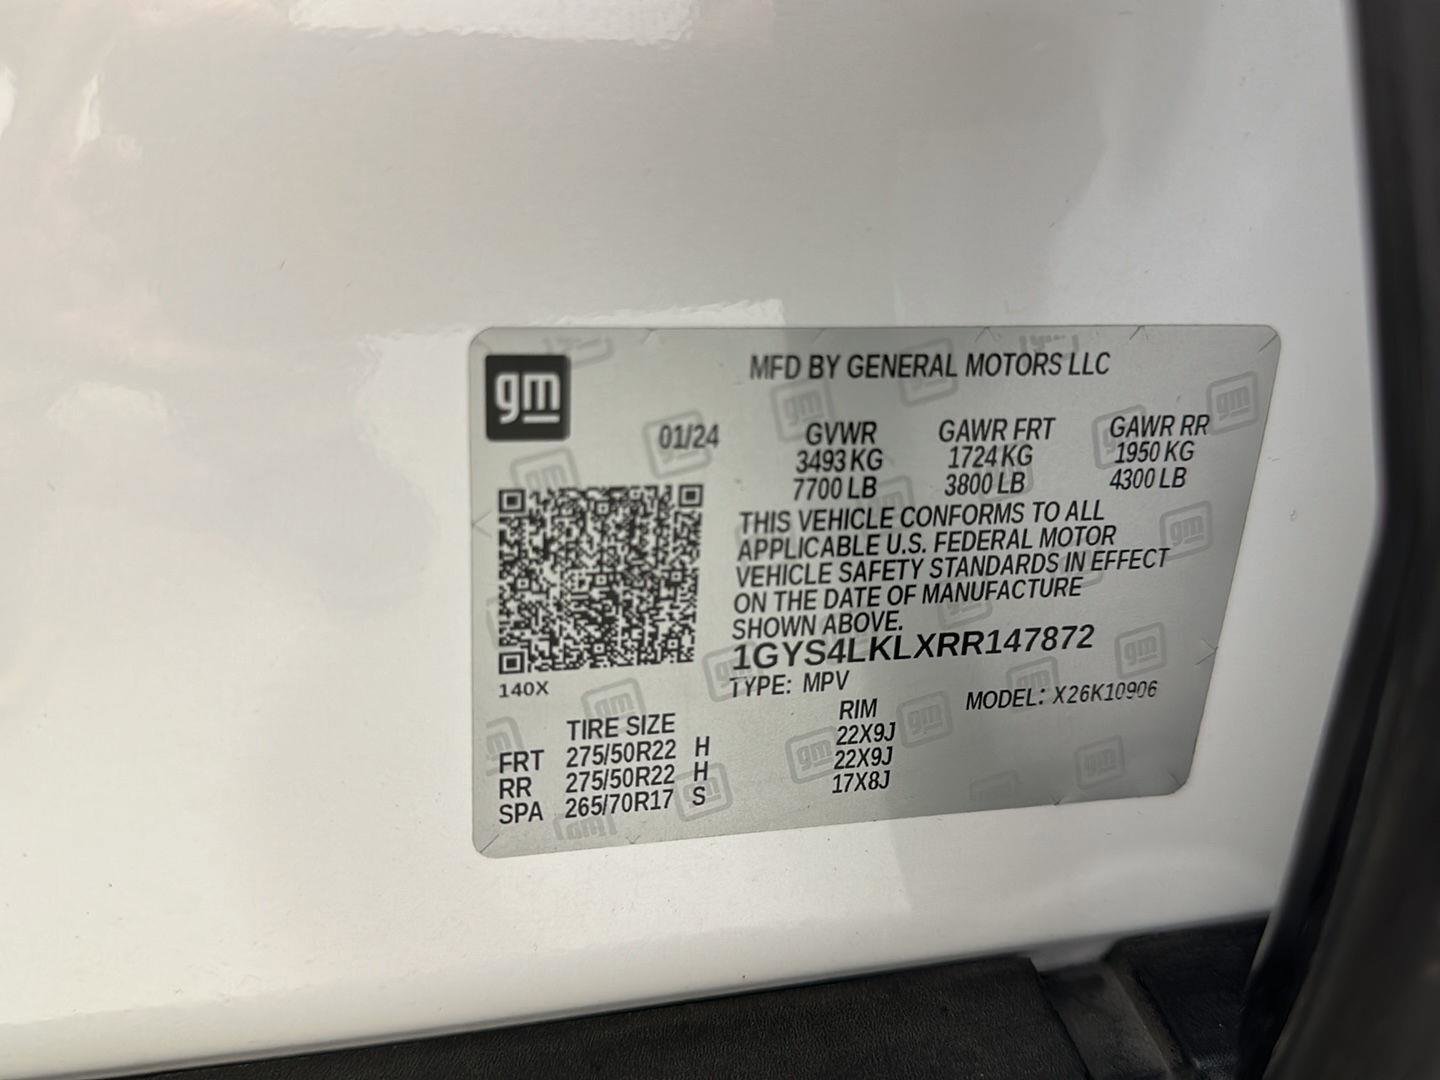 gm
MFD BY GENERAL MOTORS LLC
01/24
GVWR GAWR FRT GAWR RR
3493 KG 1724 KG 1950 KG
7700 LB 3800 LB 4300 LB
THIS VEHICLE CONFORMS TO ALL
APPLICABLE U.S. FEDERAL MOTOR
VEHICLE SAFETY STANDARDS IN EFFECT
ON THE DATE OF MANUFACTURE
SHOWN ABOVE.
1GYS4LKLXRR147872
140X
TYPE: MPV MODEL: X26K10906
TIRE SIZE RIM
FRT 275/50R22 H 22X9J
RR 275/50R22 H 22X9J
SPA 265/70R17 S 17X8J